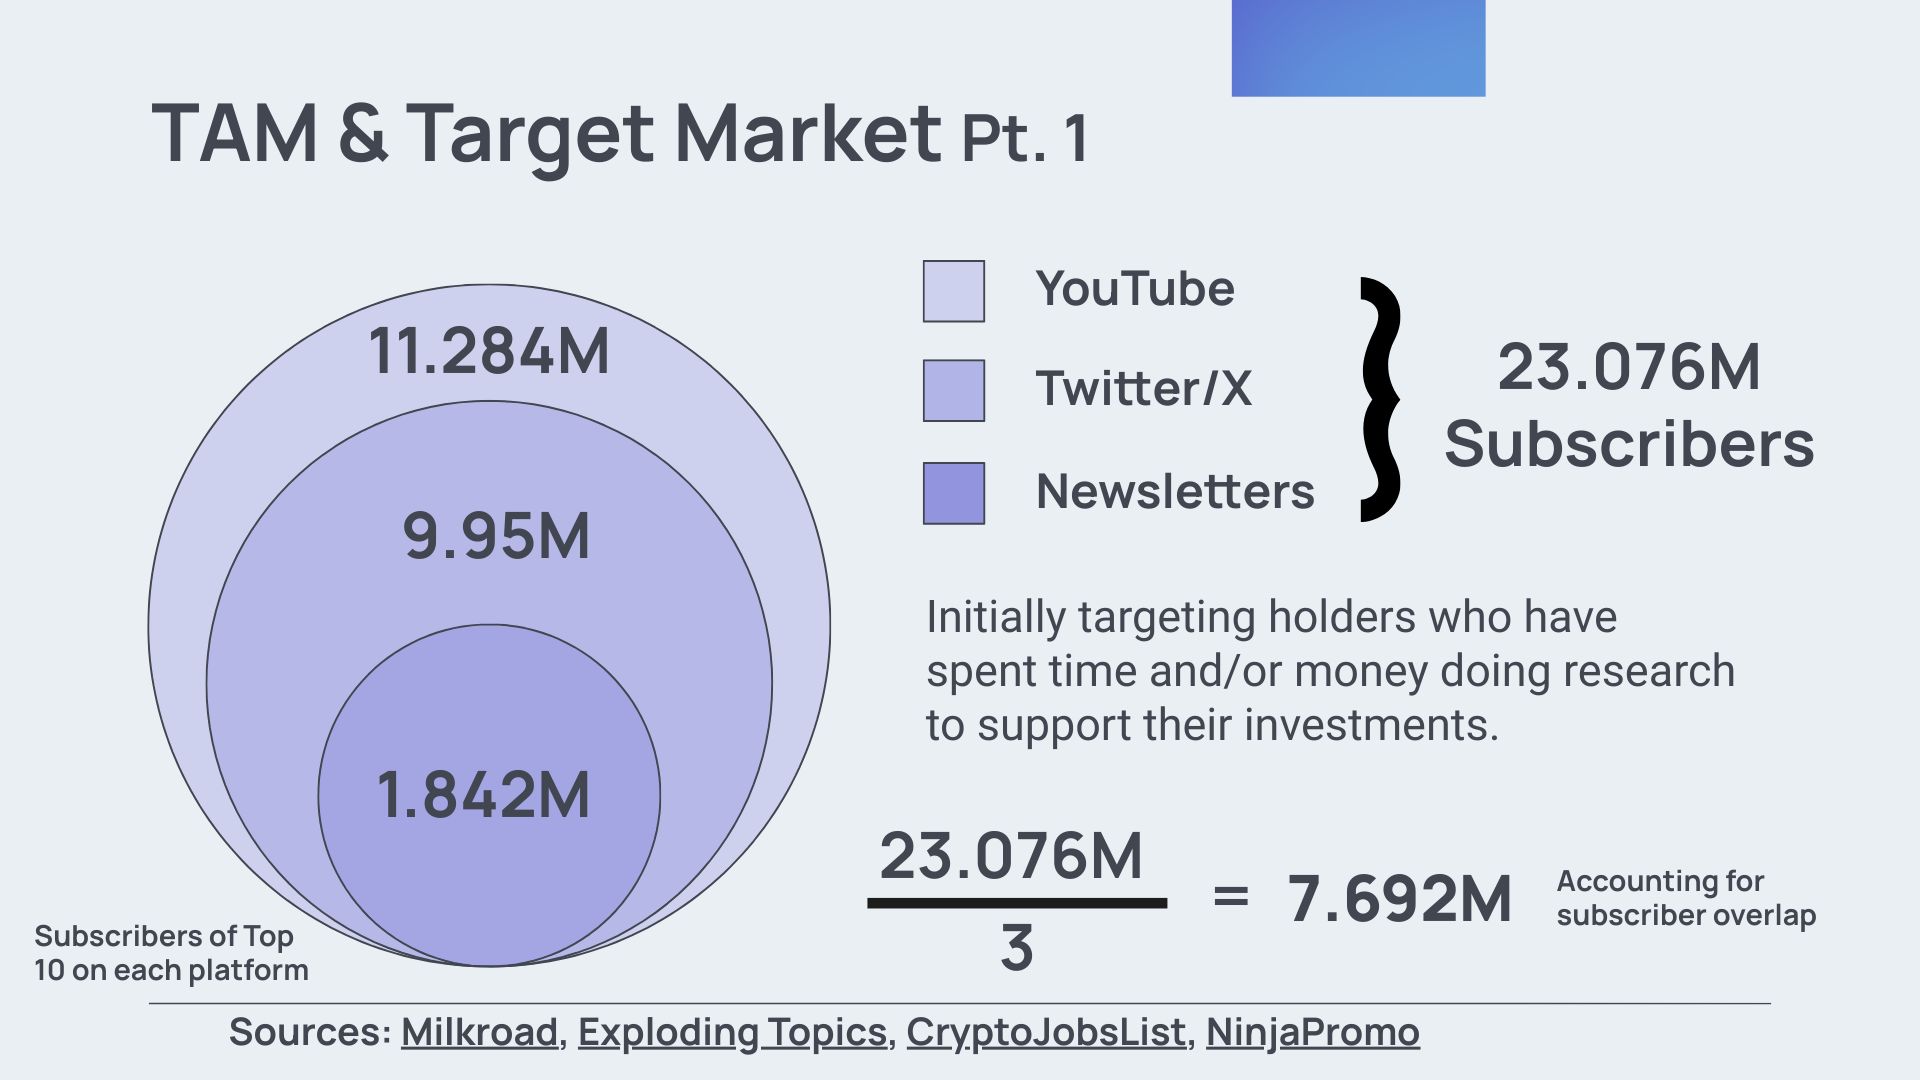 TAM & Target Market Pt. 1
11.284M
9.95M
1.842M
Subscribers of Top
10 on each platform
YouTube
Twitter/X
Newsletters
23.076M
Subscribers
Initially targeting holders who have
spent time and/or money doing research
to support their investments.
23.076M
3
= 7.692M
Accounting for
subscriber overlap
Sources: Milkroad, Exploding Topics, CryptoJobsList, NinjaPromo